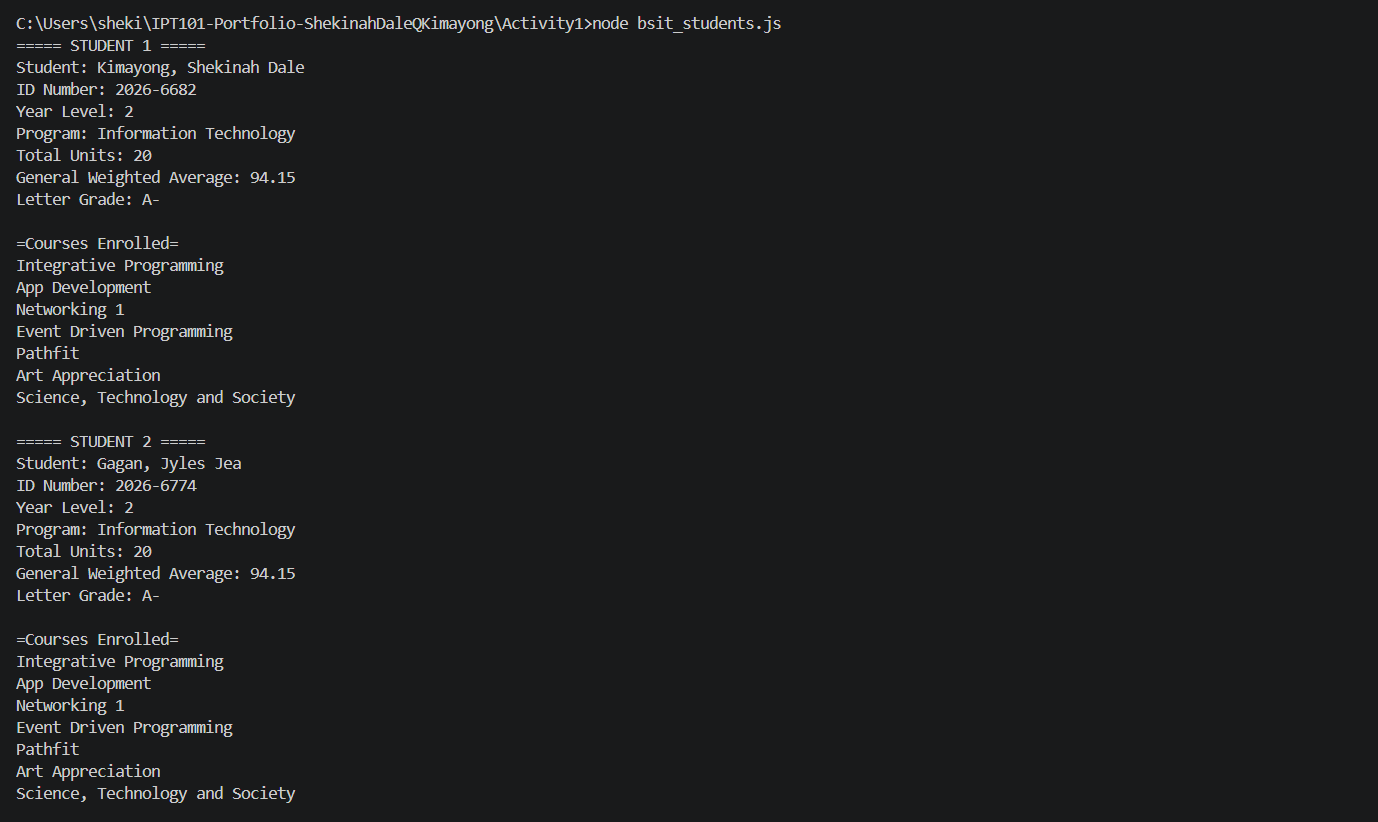 C:\Users\sheki\IPT101-Portfolio-ShekinahDaleQKimayong\Activity1>node bsit_students.js
===== STUDENT 1 =====
Student: Kimayong, Shekinah Dale
ID Number: 2026-6682
Year Level: 2
Program: Information Technology
Total Units: 20
General Weighted Average: 94.15
Letter Grade: A-

=Courses Enrolled=
Integrative Programming
App Development
Networking 1
Event Driven Programming
Pathfit
Art Appreciation
Science, Technology and Society

===== STUDENT 2 =====
Student: Gagan, Jyles Jea
ID Number: 2026-6774
Year Level: 2
Program: Information Technology
Total Units: 20
General Weighted Average: 94.15
Letter Grade: A-

=Courses Enrolled=
Integrative Programming
App Development
Networking 1
Event Driven Programming
Pathfit
Art Appreciation
Science, Technology and Society